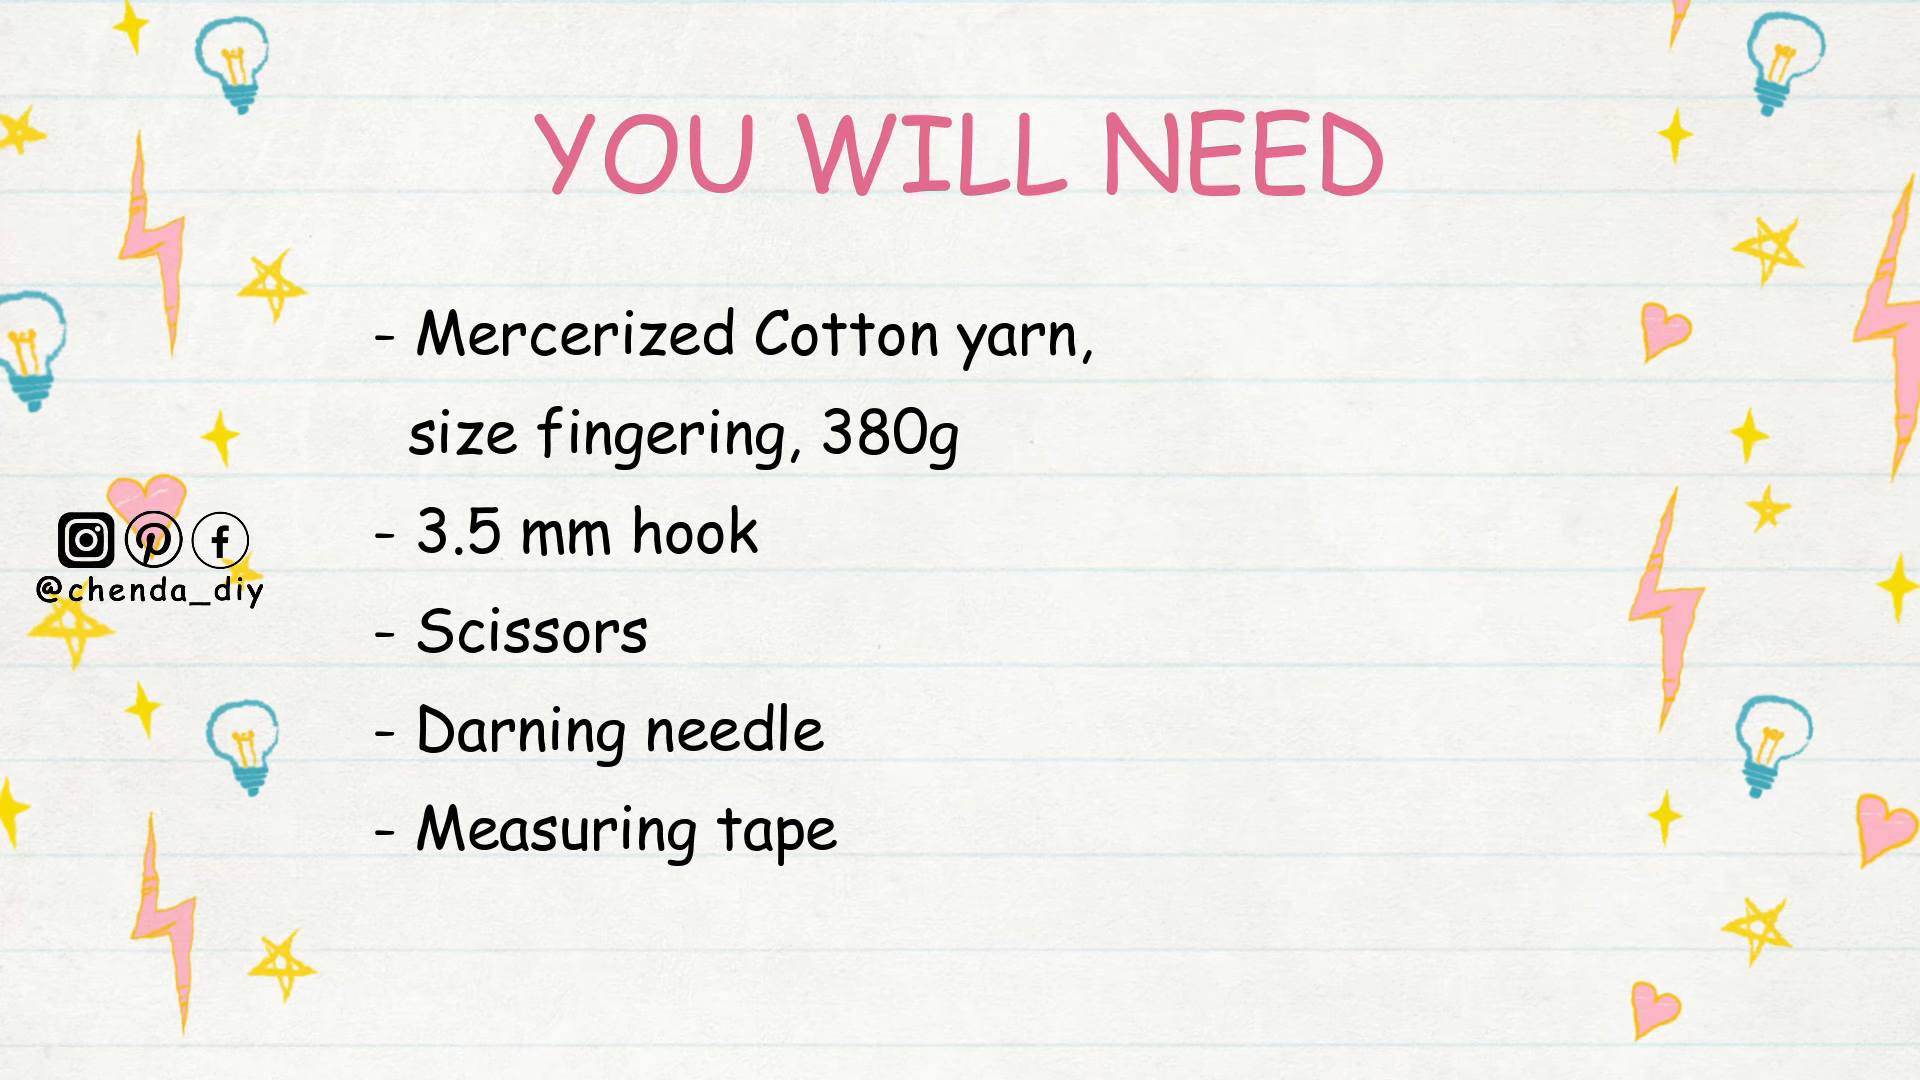 YOU WILL NEED
- Mercerized Cotton yarn,
size fingering, 380g
- 3.5 mm hook
- Scissors
- Darning needle
- Measuring tape
@chenda_diy